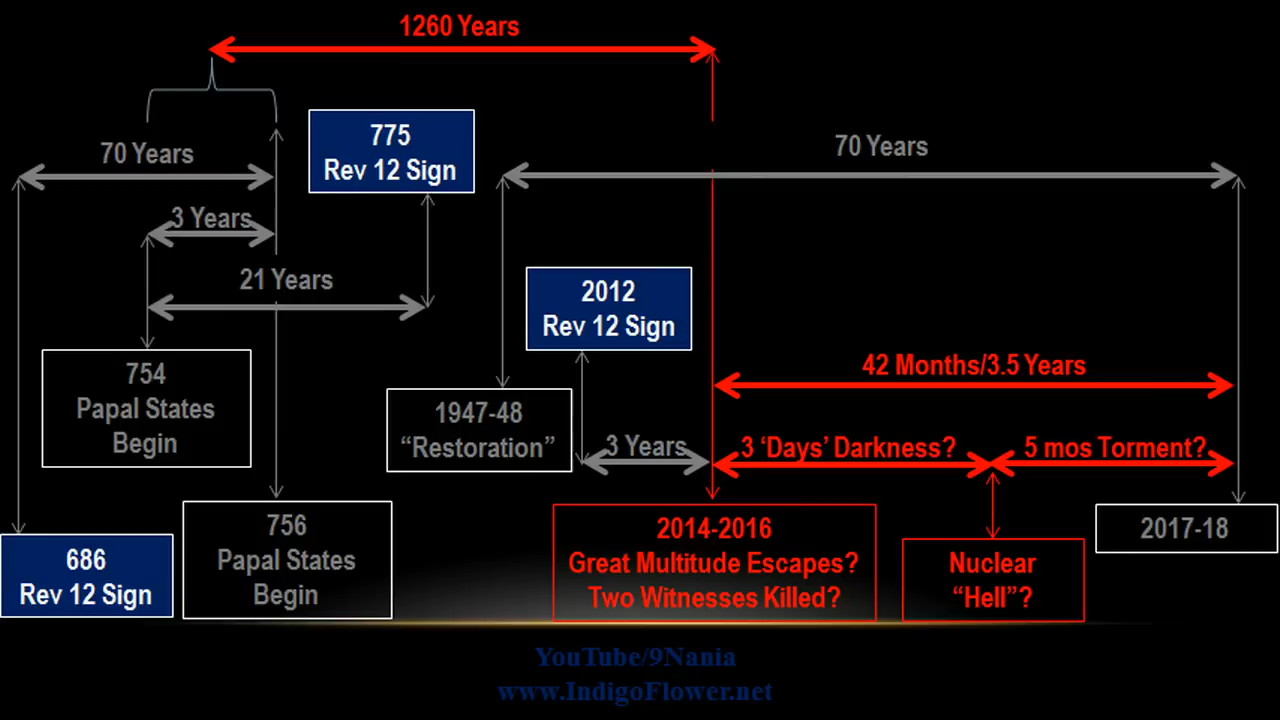 1260 Years
70 Years
775
Rev 12 Sign
70 Years
3 Years
21 Years
2012
Rev 12 Sign
754
Papal States
Begin
42 Months/3.5 Years
1947-48
“Restoration”
3 Years
3 ‘Days’ Darkness?
5 mos Torment?
756
Papal States
Begin
2014-2016
Great Multitude Escapes?
Two Witnesses Killed?
2017-18
686
Rev 12 Sign
Nuclear
“Hell”?
YouTube/9Nania
www.IndigoFlower.net